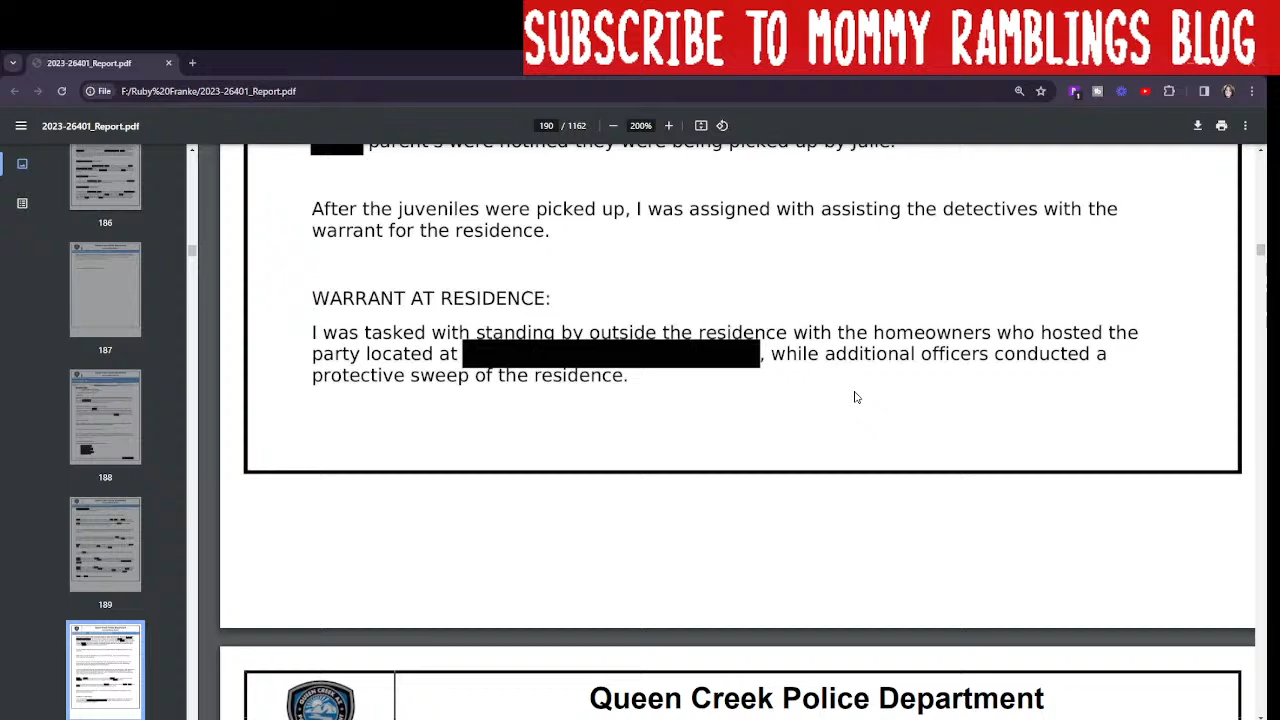 SUBSCRIBE TO MOMMY RAMBLINGS BLOG
2023-26401_Report.pdf
File F:/Ruby%20Franke/2023-26401_Report.pdf
2023-26401_Report.pdf
190 / 1162
200%
parent's were notified they were being picked up by Julie.
After the juveniles were picked up, I was assigned with assisting the detectives with the
warrant for the residence.
WARRANT AT RESIDENCE:
I was tasked with standing by outside the residence with the homeowners who hosted the
party located at , while additional officers conducted a
protective sweep of the residence.
186
187
188
189
QUEEN CREEK
Queen Creek Police Department